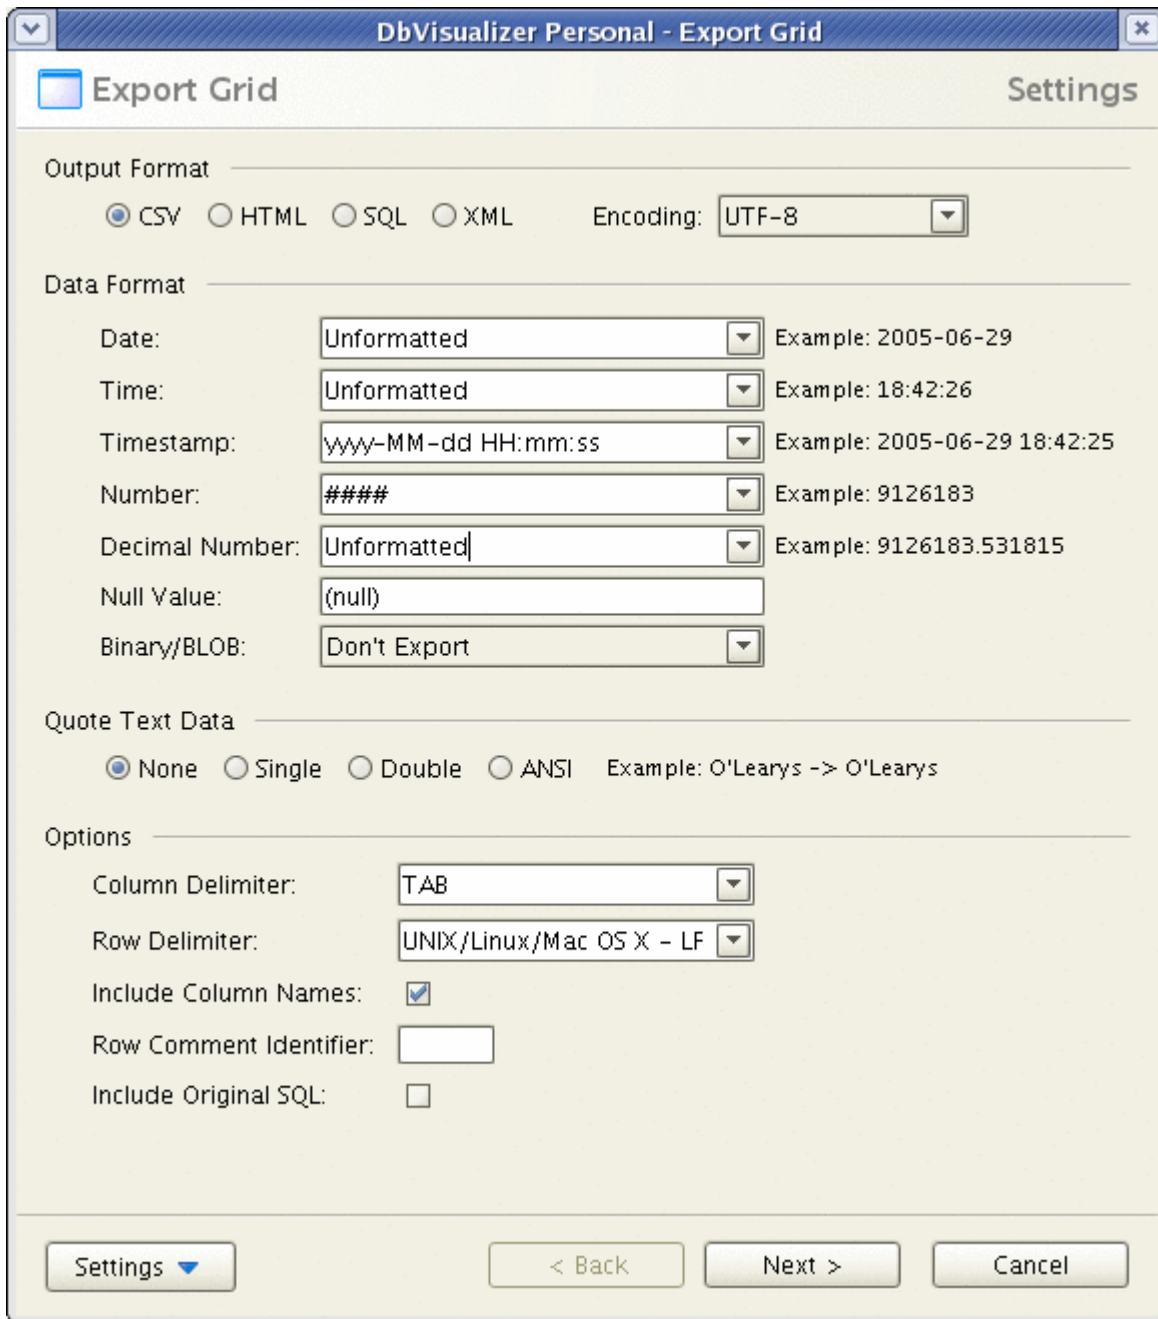 DbVisualizer Personal - Export Grid
Export Grid Settings
Output Format
CSV HTML SQL XML Encoding: UTF-8
Data Format
Date: Unformatted Example: 2005-06-29
Time: Unformatted Example: 18:42:26
Timestamp: yyyy-MM-dd HH:mm:ss Example: 2005-06-29 18:42:25
Number: #### Example: 9126183
Decimal Number: Unformatted Example: 9126183.531815
Null Value: (null)
Binary/BLOB: Don't Export
Quote Text Data
None Single Double ANSI Example: O'Learys -> O'Learys
Options
Column Delimiter: TAB
Row Delimiter: UNIX/Linux/Mac OS X - LF
Include Column Names:
Row Comment Identifier:
Include Original SQL:
Settings < Back Next > Cancel